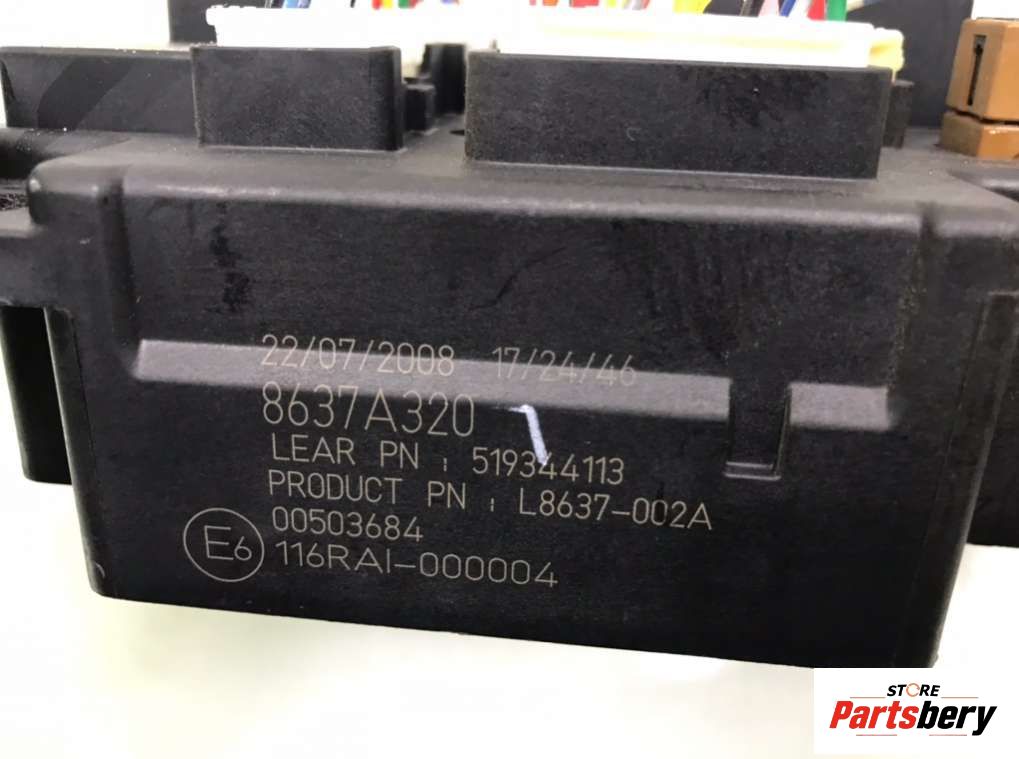 22/07/2008 17/24/46
8637A320
LEAR PN : 519344113
PRODUCT PN : L8637-002A
00503684
E6
116RAI-000004
STORE
Partsbery